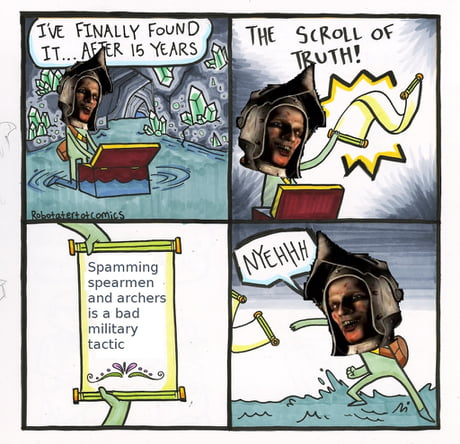 I'VE FINALLY FOUND
IT... AFTER 15 YEARS
THE SCROLL OF
TRUTH!
Robotatertotcomics
Spamming
spearmen
and archers
is a bad
military
tactic
NYEHHH